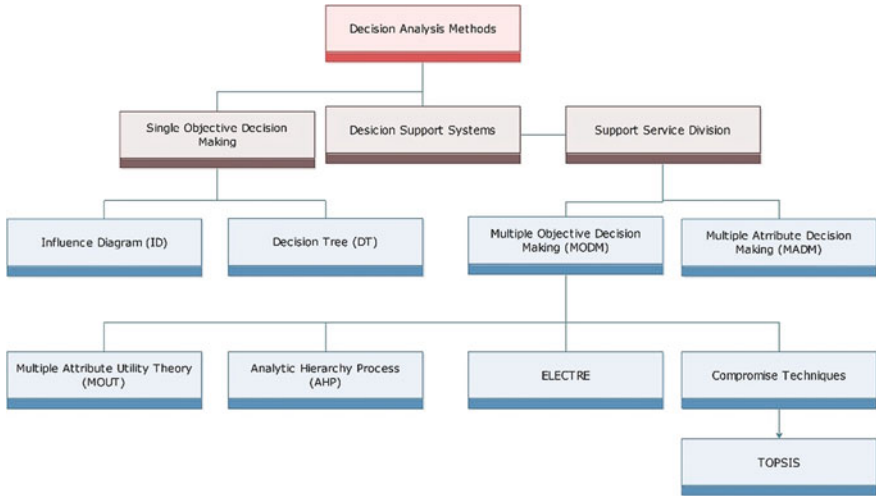 Decision Analysis Methods
Single Objective Decision
Making
Desicion Support Systems
Support Service Division
Influence Diagram (ID)
Decision Tree (DT)
Multiple Objective Decision
Making (MODM)
Multiple Atrribute Decision
Making (MADM)
Multiple Attribute Utility Theory
(MOUT)
Analytic Hierarchy Process
(AHP)
ELECTRE
Compromise Techniques
TOPSIS